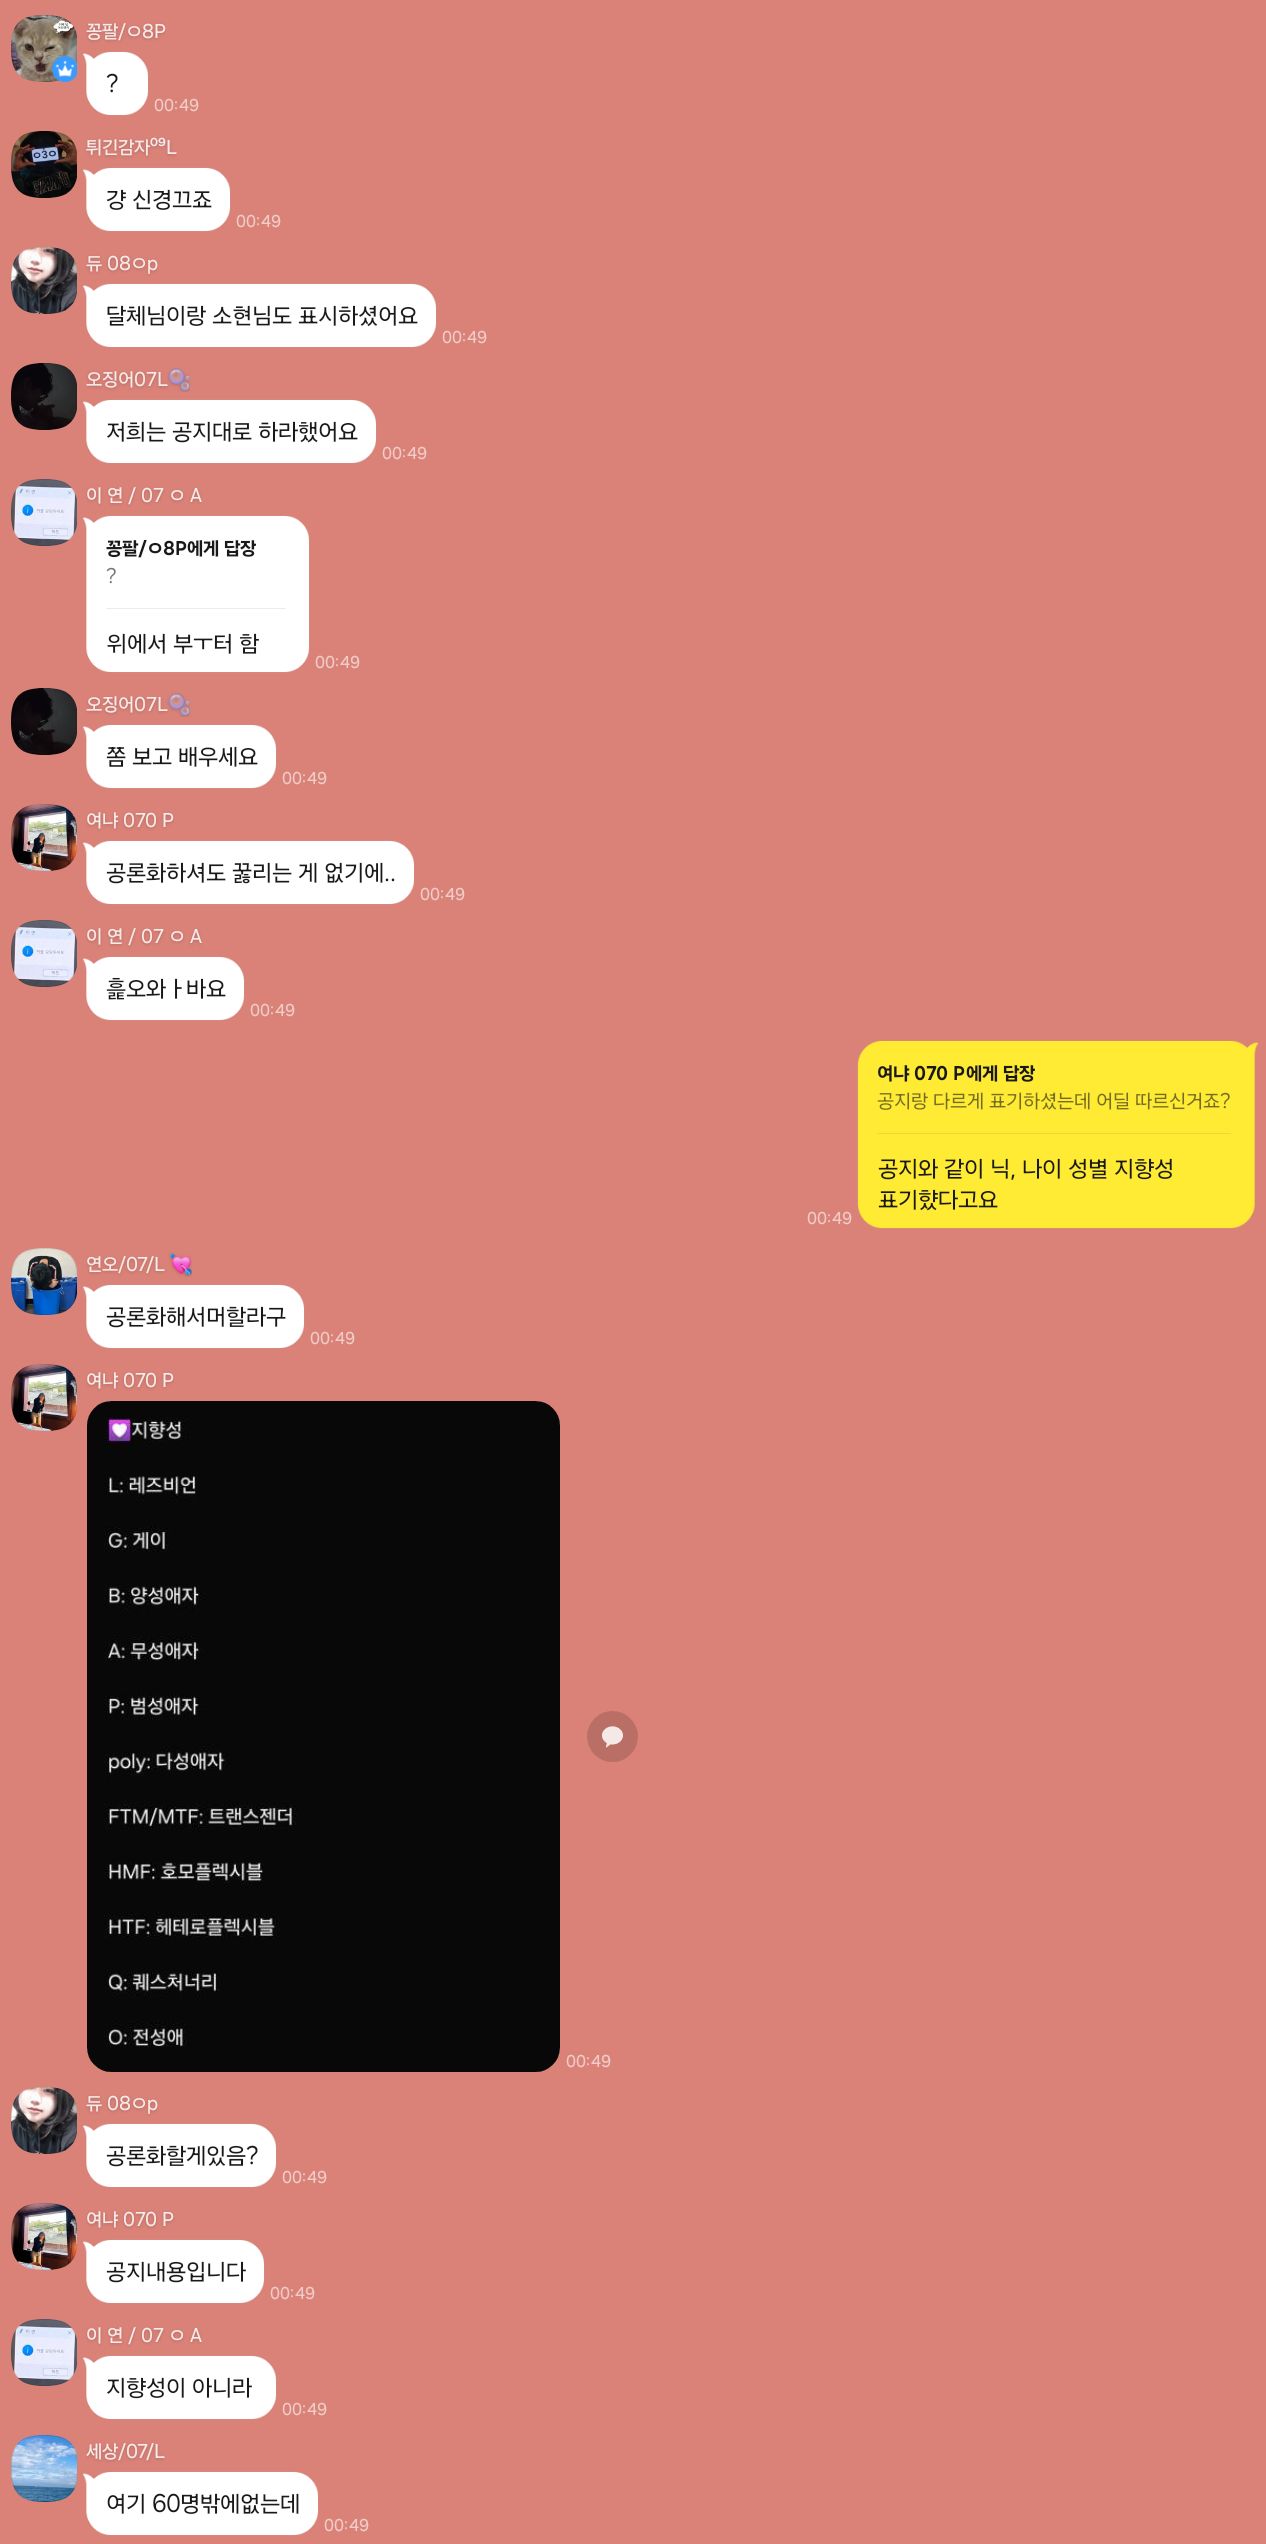 꽁팔/ㅇ8P
?
00:49
튀긴감자⁰⁹L
걍 신경끄죠
00:49
듀 08ㅇp
달체님이랑 소현님도 표시하셨어요
00:49
오징어07L🫧
저희는 공지대로 하라했어요
00:49
이 연 / 07 ㅇ A
꽁팔/ㅇ8P에게 답장
?
위에서 부ㅜ터 함
00:49
오징어07L🫧
쫌 보고 배우세요
00:49
여냐 070 P
공론화하셔도 꿇리는 게 없기에..
00:49
이 연 / 07 ㅇ A
흝오와ㅏ바요
00:49
여냐 070 P에게 답장
공지랑 다르게 표기하셨는데 어딜 따르신거죠?
공지와 같이 닉, 나이 성별 지향성
표기햤다고요
00:49
연오/07/L 💘
공론화해서머할라구
00:49
여냐 070 P
💟지향성
L: 레즈비언
G: 게이
B: 양성애자
A: 무성애자
P: 범성애자
poly: 다성애자
FTM/MTF: 트랜스젠더
HMF: 호모플렉시블
HTF: 헤테로플렉시블
Q: 퀘스처너리
O: 전성애
00:49
듀 08ㅇp
공론화할게있음?
00:49
여냐 070 P
공지내용입니다
00:49
이 연 / 07 ㅇ A
지향성이 아니라
00:49
세상/07/L
여기 60명밖에없는데
00:49